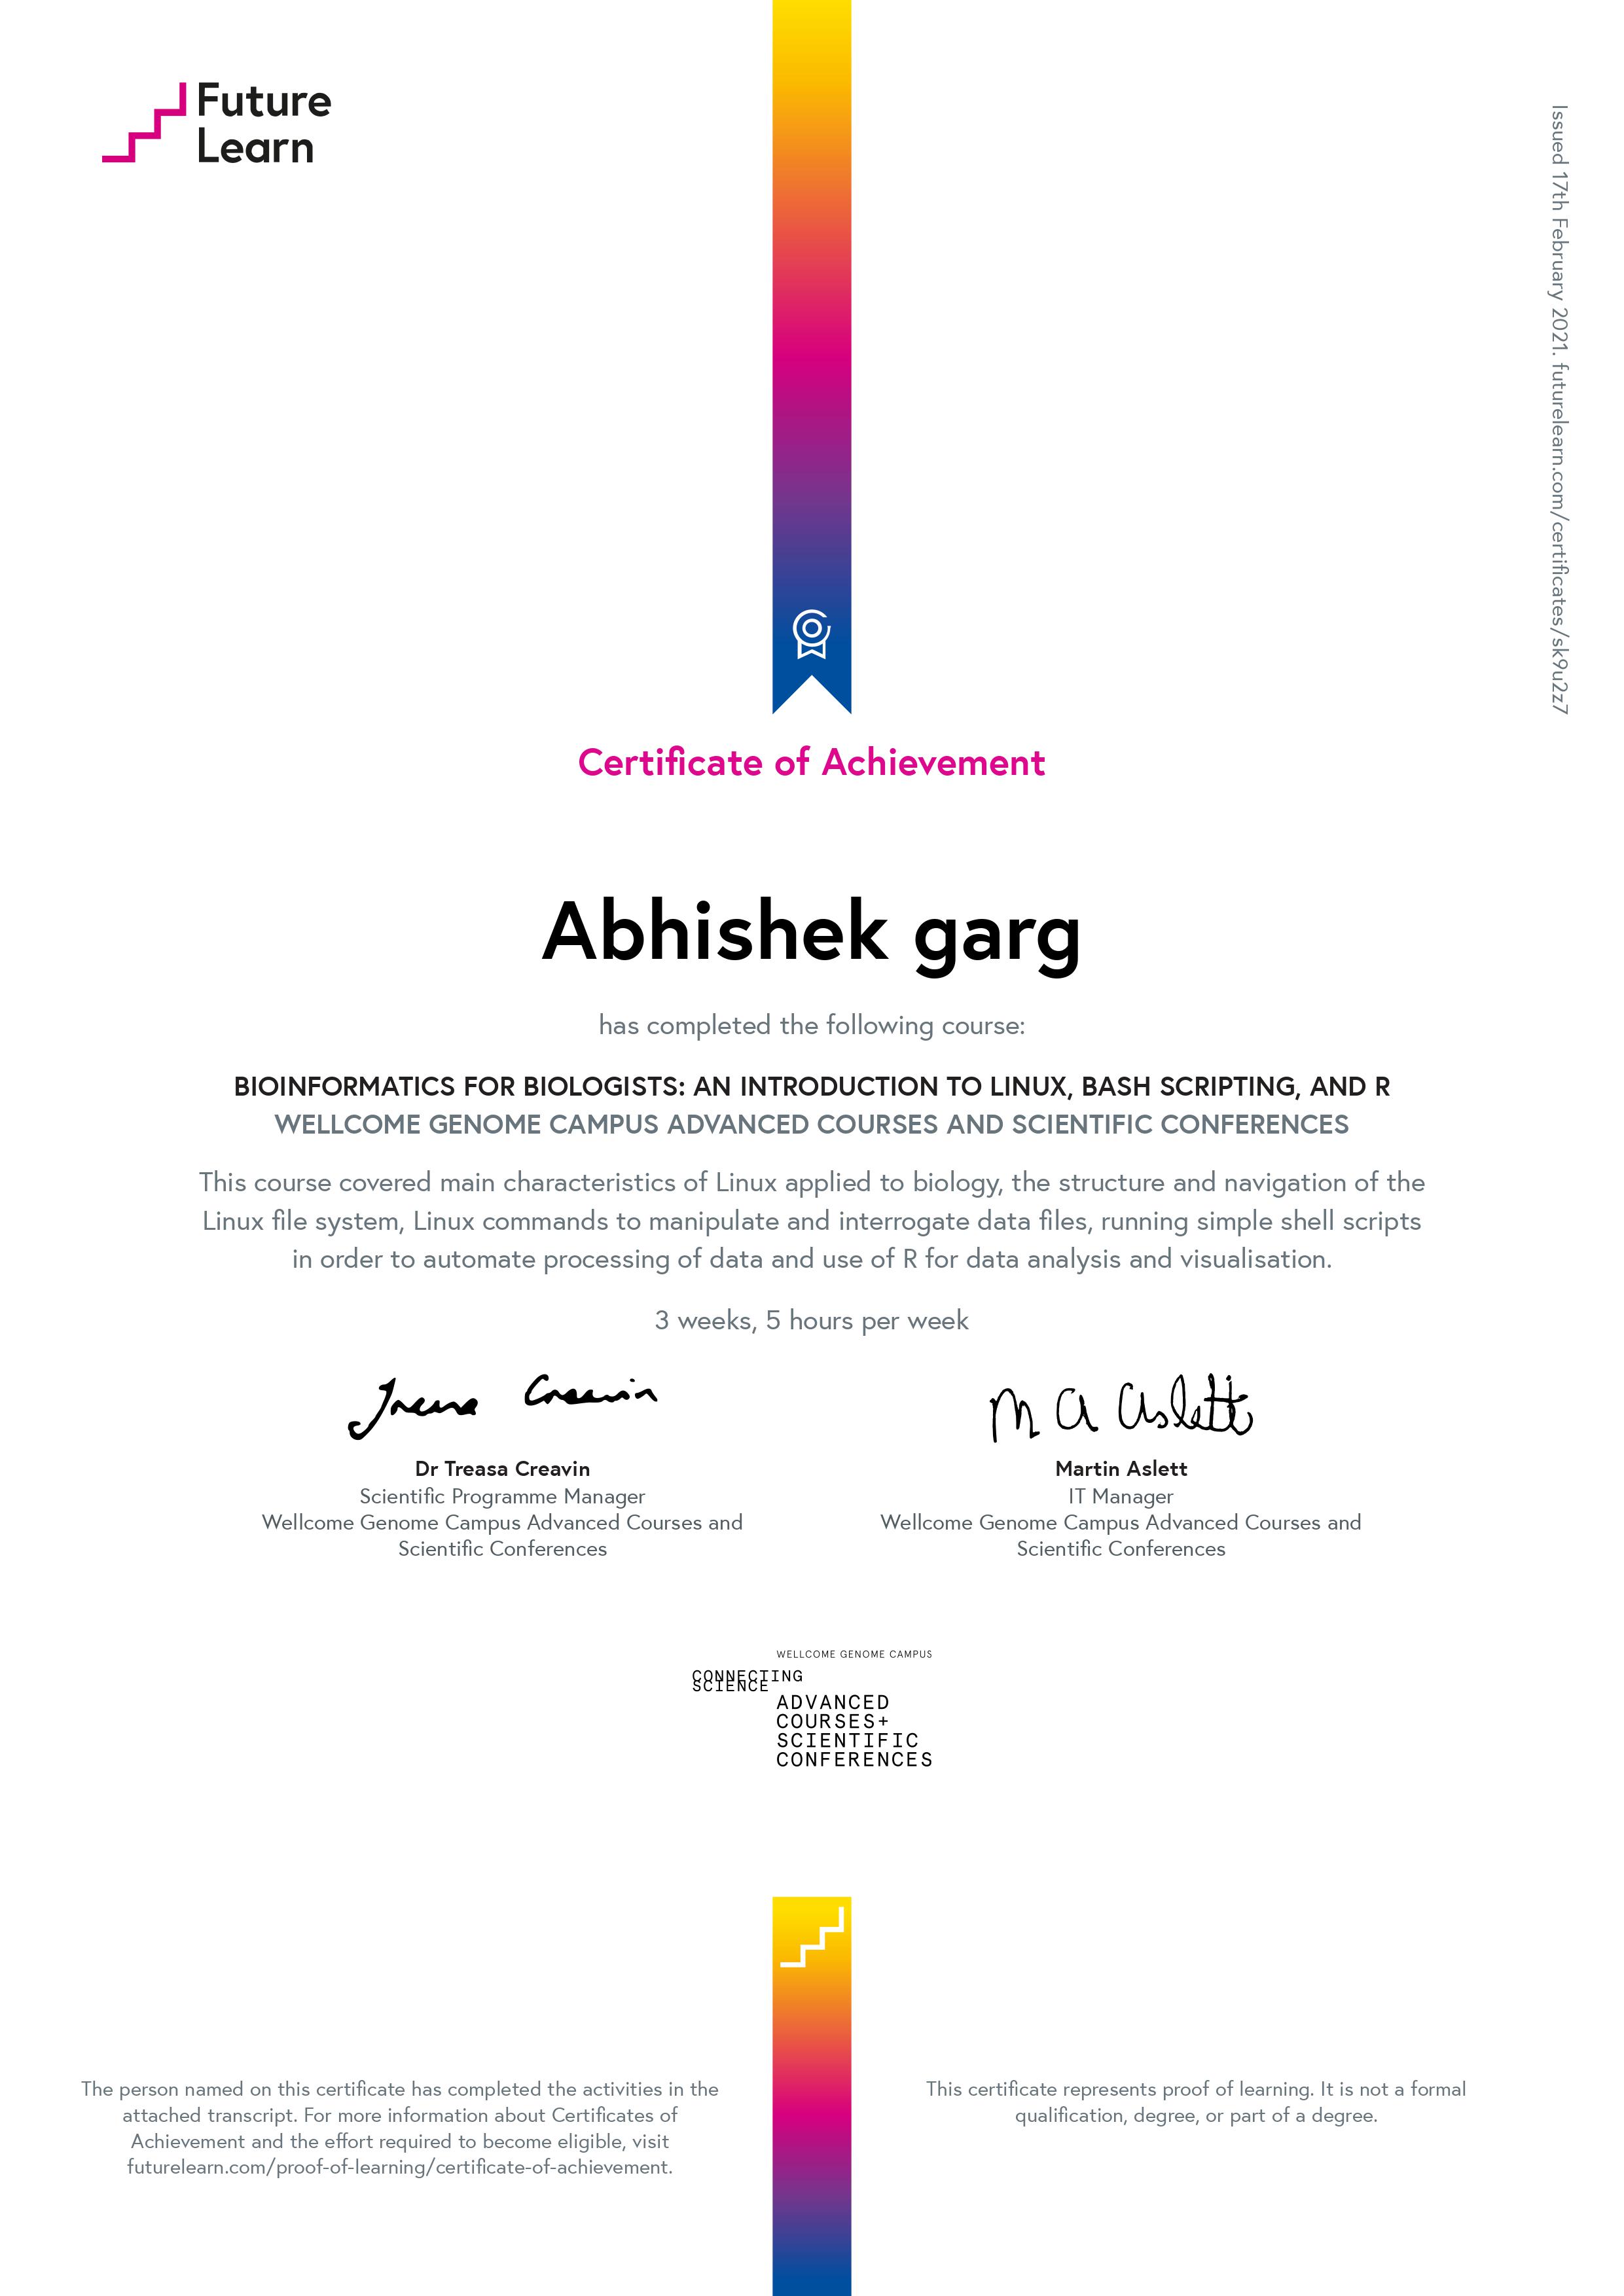 Future
Learn
Issued 17th February 2021. futurelearn.com/certificates/sk9u2z7
Certificate of Achievement
Abhishek garg
has completed the following course:
BIOINFORMATICS FOR BIOLOGISTS: AN INTRODUCTION TO LINUX, BASH SCRIPTING, AND R
WELLCOME GENOME CAMPUS ADVANCED COURSES AND SCIENTIFIC CONFERENCES
This course covered main characteristics of Linux applied to biology, the structure and navigation of the
Linux file system, Linux commands to manipulate and interrogate data files, running simple shell scripts
in order to automate processing of data and use of R for data analysis and visualisation.
3 weeks, 5 hours per week
Treasa Creavin
M A Aslett
Dr Treasa Creavin
Scientific Programme Manager
Wellcome Genome Campus Advanced Courses and
Scientific Conferences
Martin Aslett
IT Manager
Wellcome Genome Campus Advanced Courses and
Scientific Conferences
WELLCOME GENOME CAMPUS
CONNECTING
SCIENCE
ADVANCED
COURSES+
SCIENTIFIC
CONFERENCES
The person named on this certificate has completed the activities in the
attached transcript. For more information about Certificates of
Achievement and the effort required to become eligible, visit
futurelearn.com/proof-of-learning/certificate-of-achievement.
This certificate represents proof of learning. It is not a formal
qualification, degree, or part of a degree.